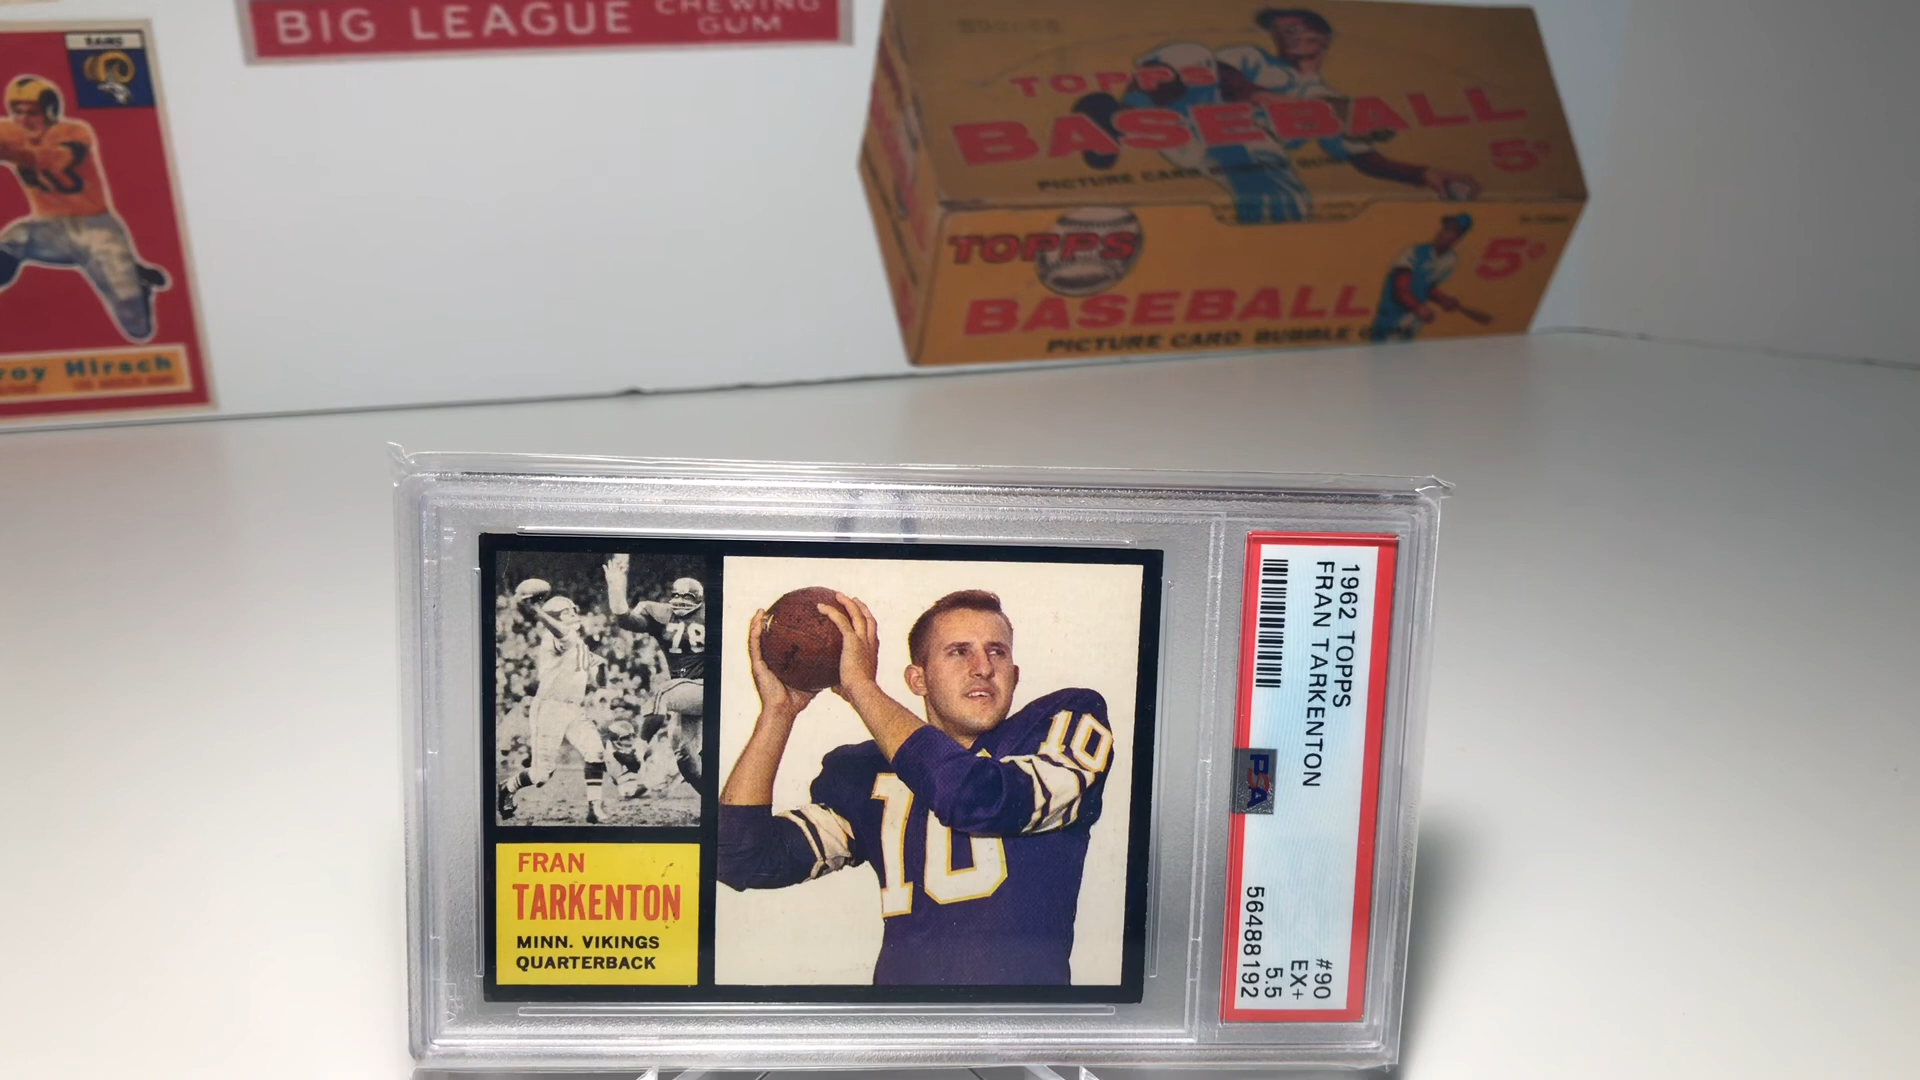 RAMS
BIG LEAGUE CHEWING
GUM
TOPPS
BASEBALL
5¢
PICTURE CARD
TOPPS
5¢
BASEBALL
PICTURE CARD BUBBLE
roy Hirsch
78
10
10
FRAN
TARKENTON
MINN. VIKINGS
QUARTERBACK
1962 TOPPS #90
FRAN TARKENTON EX+
5.5
PSA
56488192